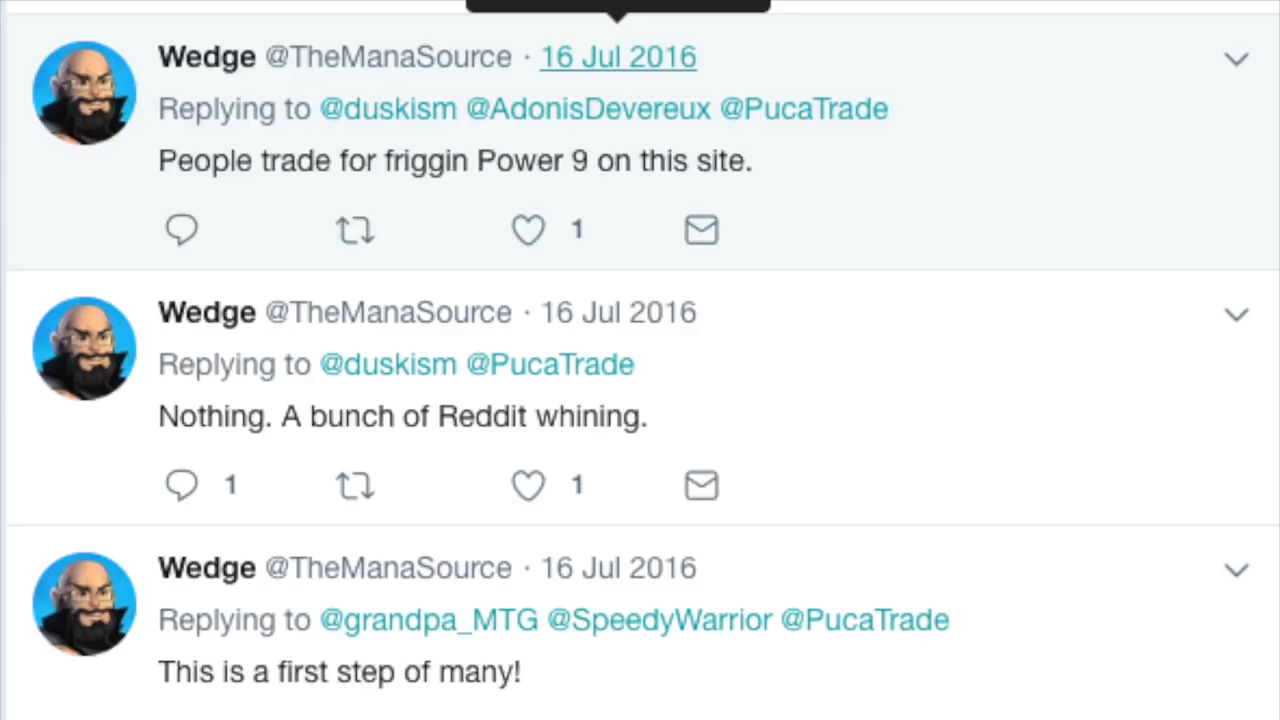 Wedge @TheManaSource · 16 Jul 2016
Replying to @duskism @AdonisDevereux @PucaTrade
People trade for friggin Power 9 on this site.
1
Wedge @TheManaSource · 16 Jul 2016
Replying to @duskism @PucaTrade
Nothing. A bunch of Reddit whining.
1 1
Wedge @TheManaSource · 16 Jul 2016
Replying to @grandpa_MTG @SpeedyWarrior @PucaTrade
This is a first step of many!